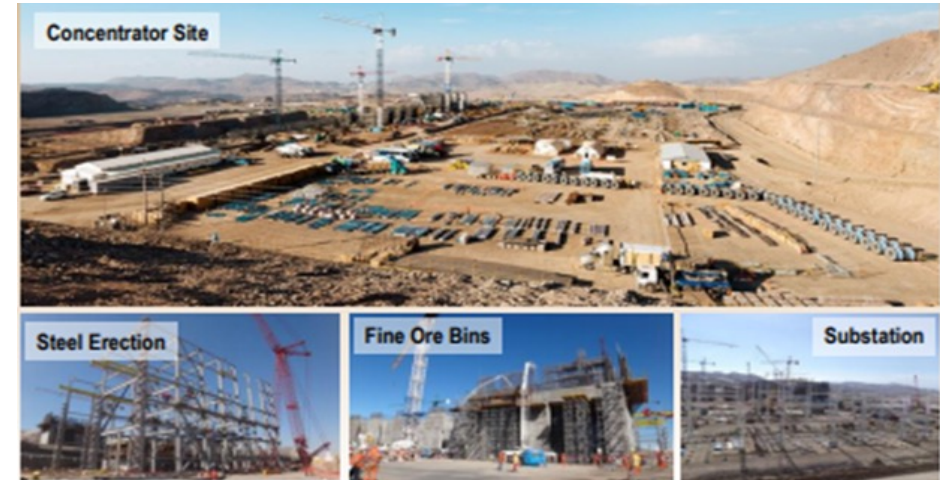 Concentrator Site
Steel Erection
Fine Ore Bins
Substation